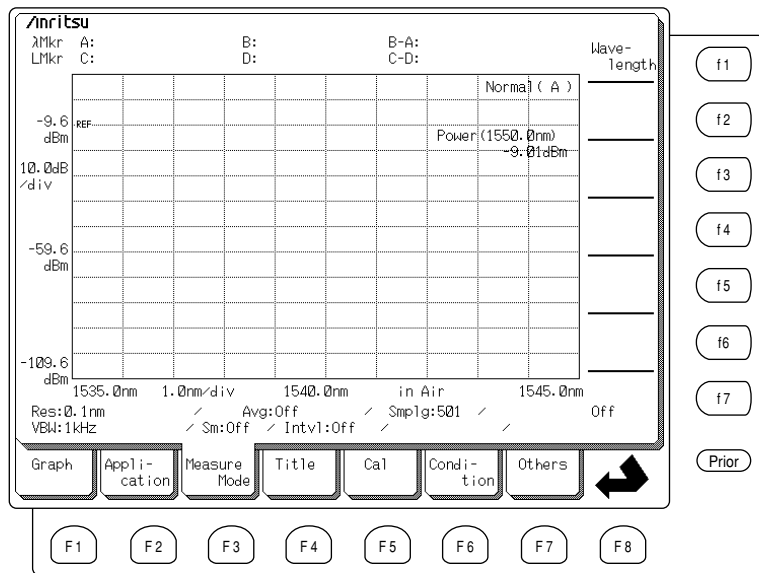 Anritsu
λMkr A: B: B-A:
LMkr C: D: C-D:
Wave-
length
Normal ( A )
-9.6
dBm
REF
Power(1550.0nm)
-9.01dBm
10.0dB
/div
-59.6
dBm
-109.6
dBm
1535.0nm 1.0nm/div 1540.0nm in Air 1545.0nm
Res:0.1nm / Avg:Off / Smplg:501 / Off
VBW:1kHz / Sm:Off / Intvl:Off / /
Graph
Appli-
cation
Measure
Mode
Title
Cal
Condi-
tion
Others
f1
f2
f3
f4
f5
f6
f7
Prior
F1 F2 F3 F4 F5 F6 F7 F8